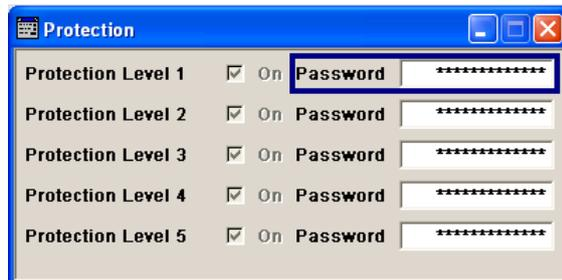 Protection
Protection Level 1 On Password *************
Protection Level 2 On Password *************
Protection Level 3 On Password *************
Protection Level 4 On Password *************
Protection Level 5 On Password *************